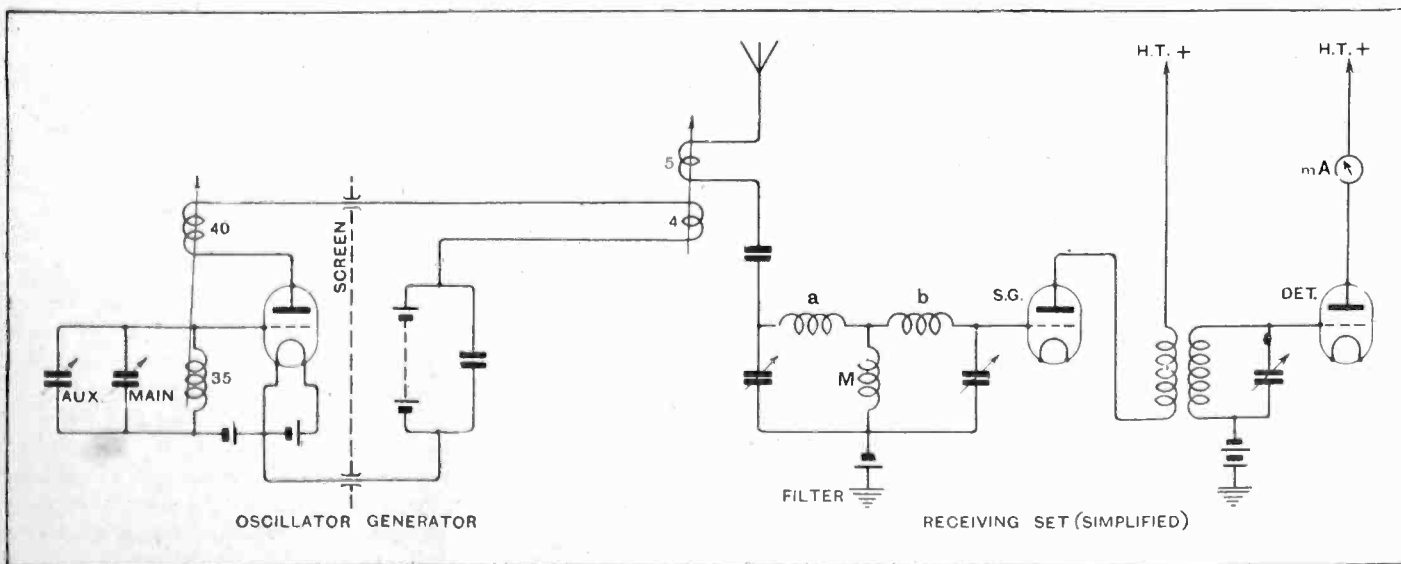 H.T. +
H.T. +
5
mA
40
4
SCREEN
a
b
S.G.
DET.
35
M
AUX.
MAIN
FILTER
OSCILLATOR GENERATOR
RECEIVING SET (SIMPLIFIED)